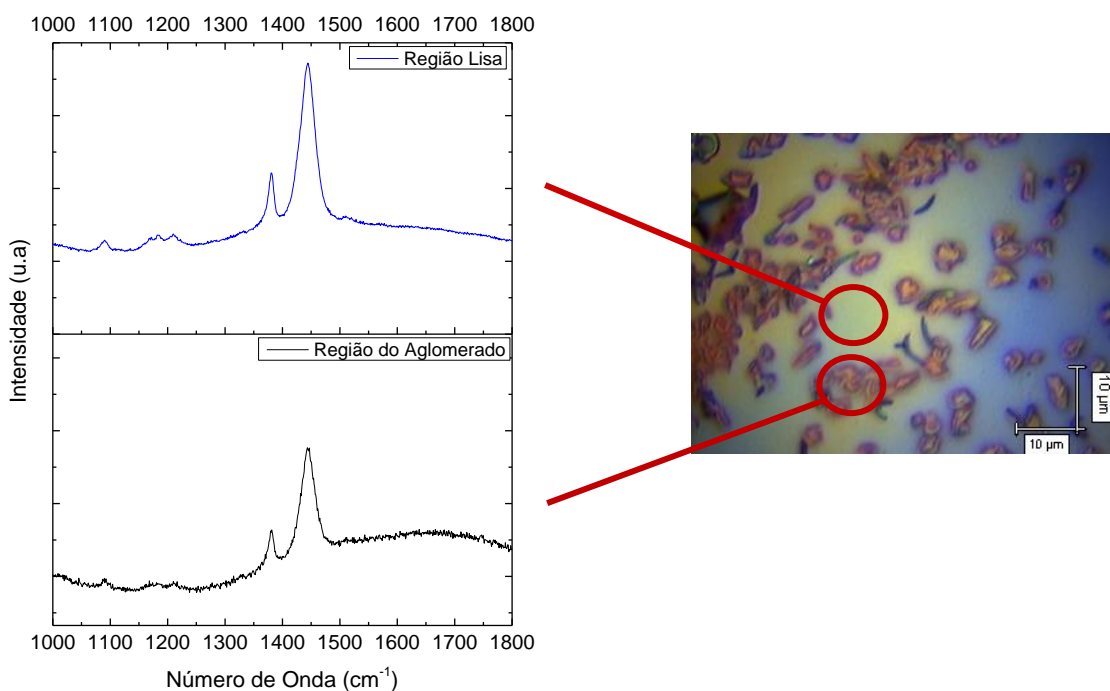 1000 1100 1200 1300 1400 1500 1600 1700 1800
Região Lisa
Região do Aglomerado
Intensidade (u.a)
1000 1100 1200 1300 1400 1500 1600 1700 1800
Número de Onda (cm⁻¹)
10 µm
10 µm